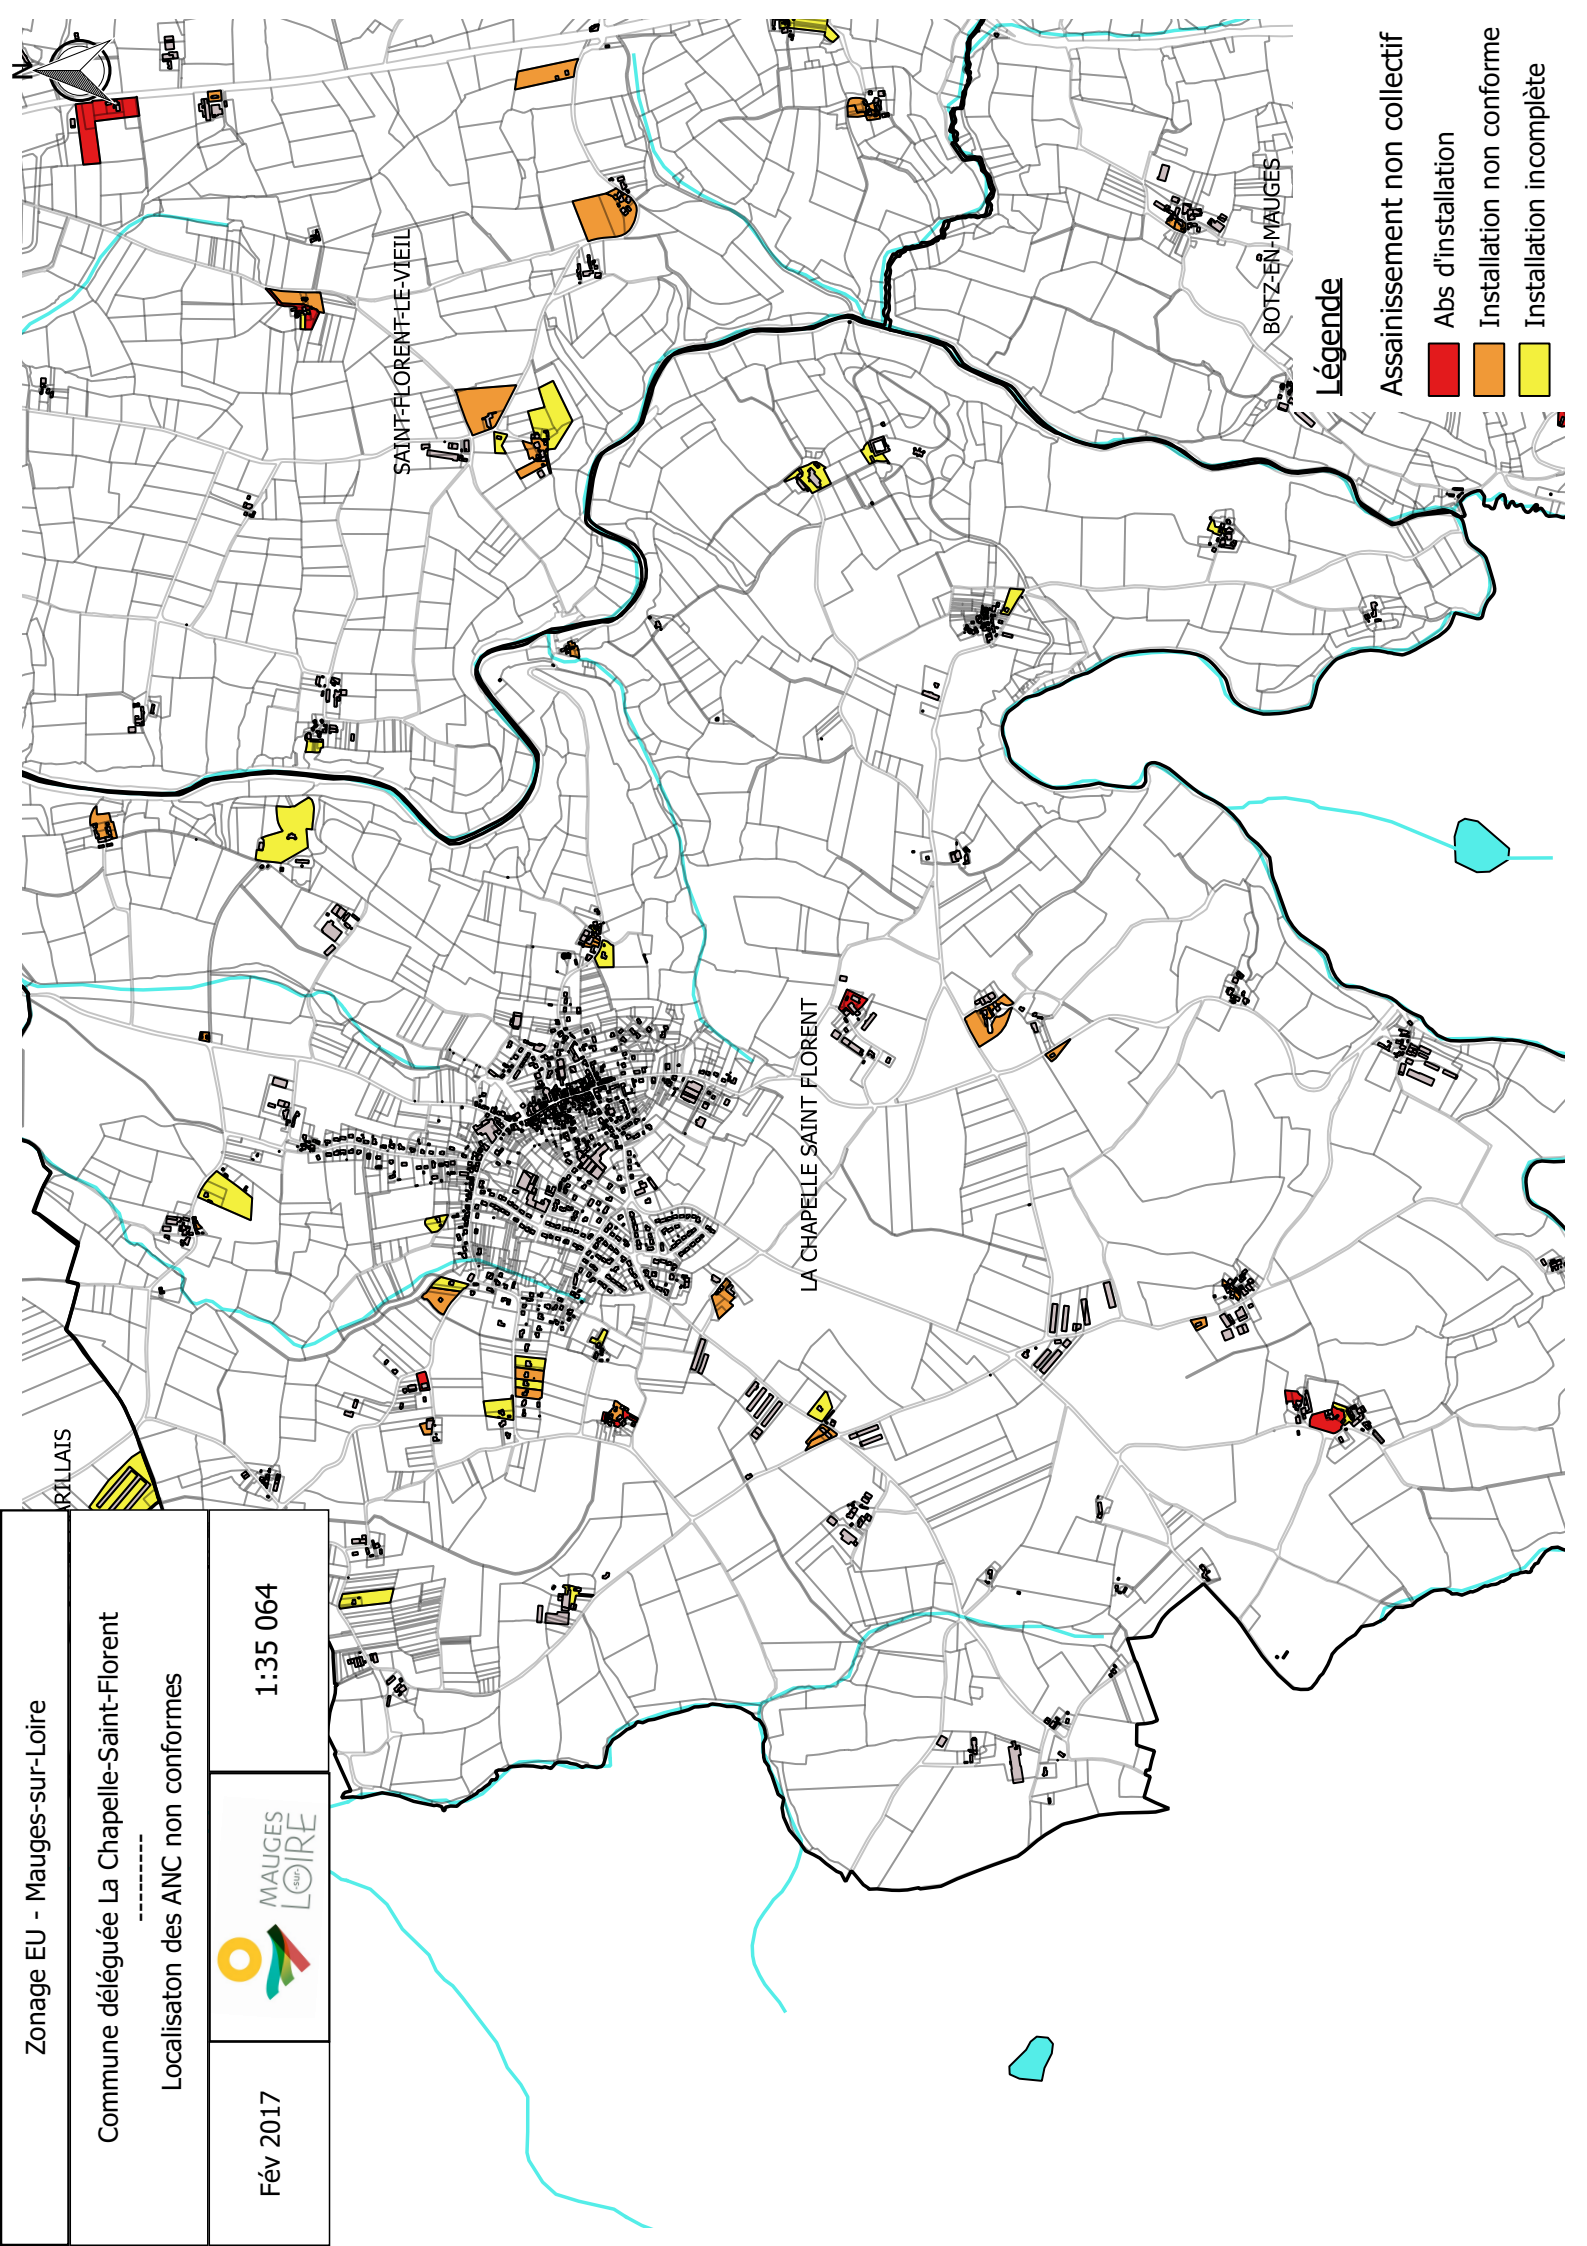 Zonage EU - Mauges-sur-Loire
Commune déléguée La Chapelle-Saint-Florent
---------
Localisaton des ANC non conformes
Fév 2017
MAUGES
-sur-
LOIRE
1:35 064
RILLAIS
SAINT-FLORENT-LE-VIEIL
LA CHAPELLE SAINT FLORENT
BOTZ-EN-MAUGES
N
Légende
Assainissement non collectif
Abs d'installation
Installation non conforme
Installation incomplète